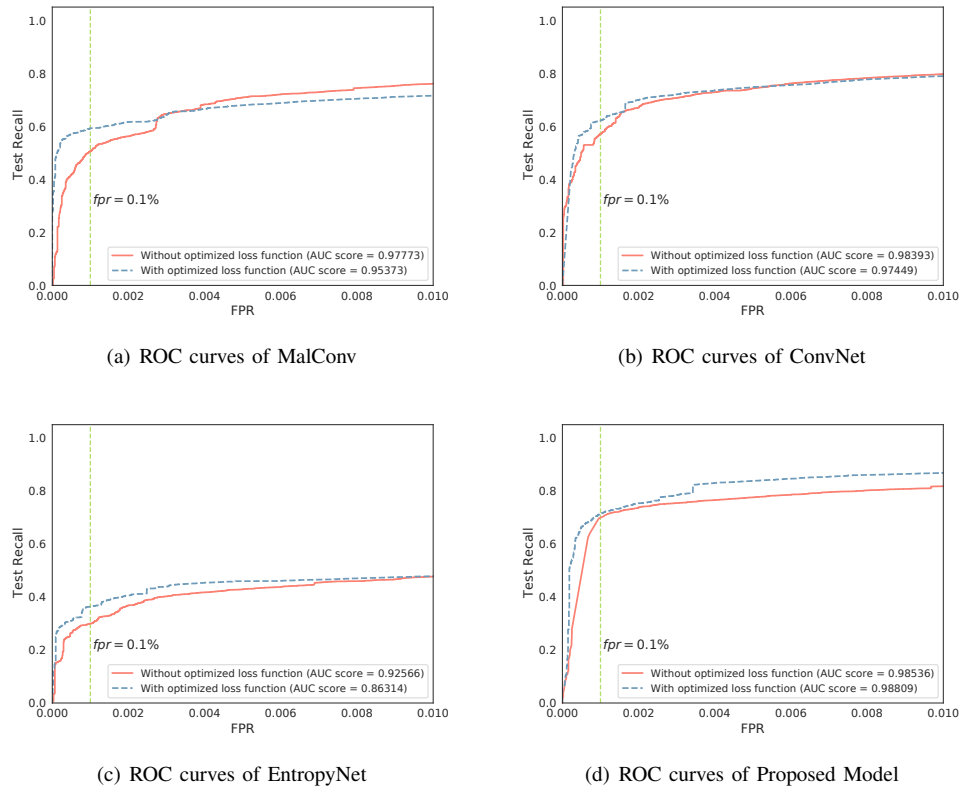 1.0
0.8
0.6
0.4
0.2
0.0
Test Recall
fpr = 0.1%
Without optimized loss function (AUC score = 0.97773)
With optimized loss function (AUC score = 0.95373)
0.000 0.002 0.004 0.006 0.008 0.010
FPR
(a) ROC curves of MalConv
1.0
0.8
0.6
0.4
0.2
0.0
Test Recall
fpr = 0.1%
Without optimized loss function (AUC score = 0.98393)
With optimized loss function (AUC score = 0.97449)
0.000 0.002 0.004 0.006 0.008 0.010
FPR
(b) ROC curves of ConvNet
1.0
0.8
0.6
0.4
0.2
0.0
Test Recall
fpr = 0.1%
Without optimized loss function (AUC score = 0.92566)
With optimized loss function (AUC score = 0.86314)
0.000 0.002 0.004 0.006 0.008 0.010
FPR
(c) ROC curves of EntropyNet
1.0
0.8
0.6
0.4
0.2
0.0
Test Recall
fpr = 0.1%
Without optimized loss function (AUC score = 0.98536)
With optimized loss function (AUC score = 0.98809)
0.000 0.002 0.004 0.006 0.008 0.010
FPR
(d) ROC curves of Proposed Model